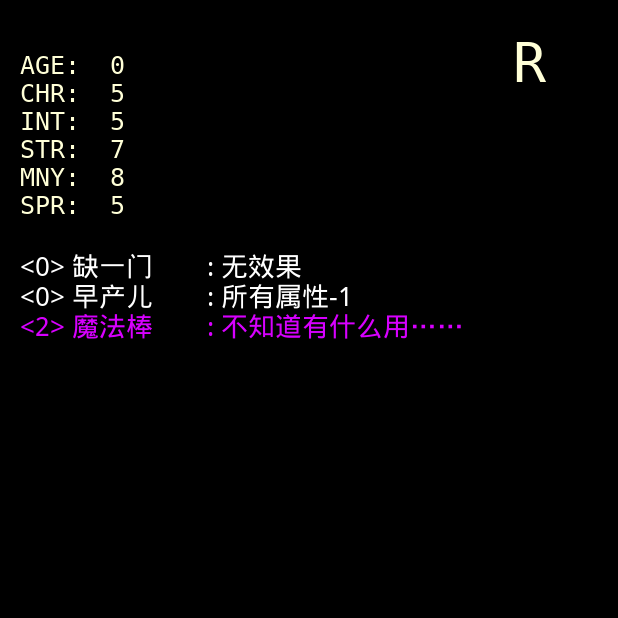 R
AGE: 0
CHR: 5
INT: 5
STR: 7
MNY: 8
SPR: 5
<0> 缺一门 : 无效果
<0> 早产儿 : 所有属性-1
<2> 魔法棒 : 不知道有什么用……